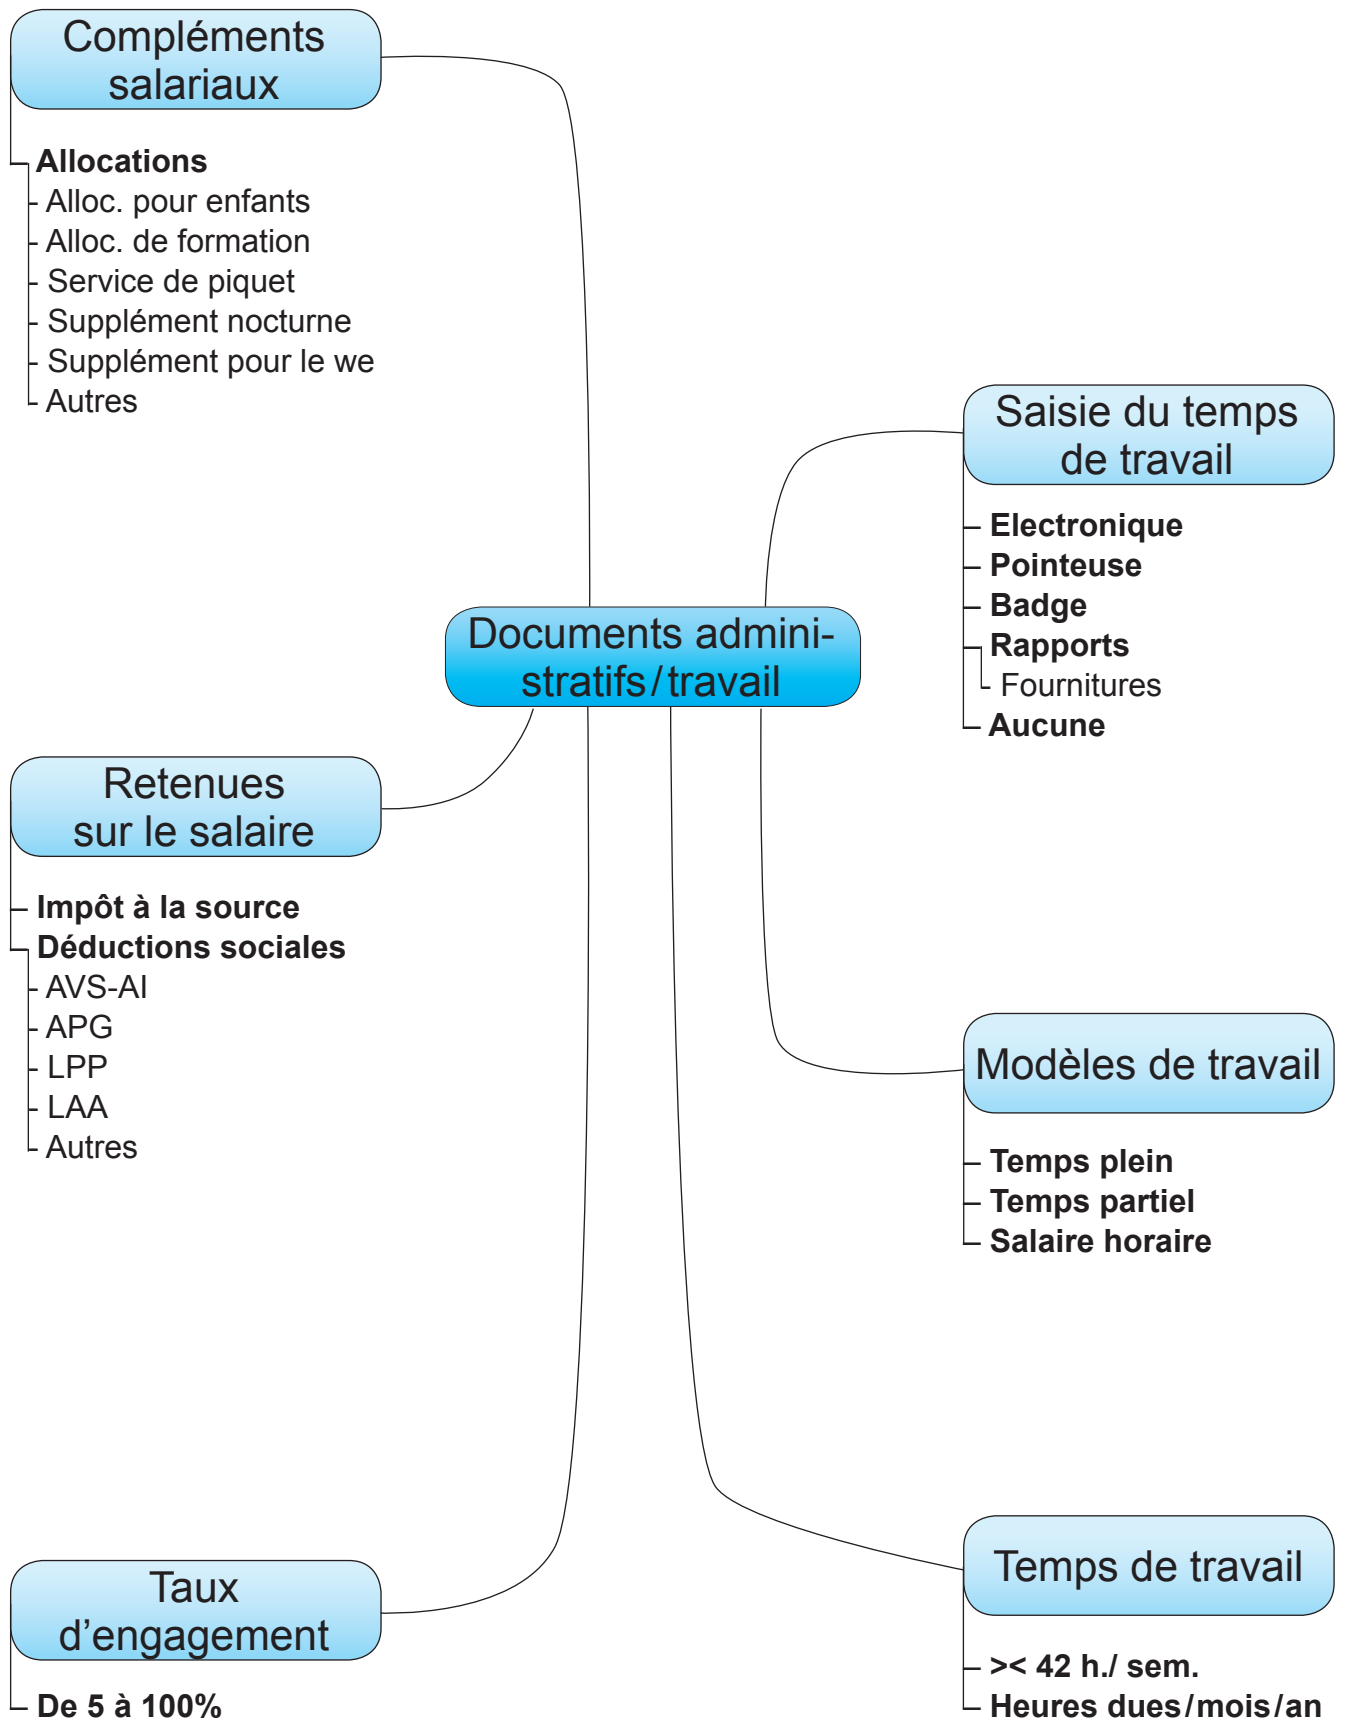 Compléments
salariaux
Allocations
- Alloc. pour enfants
- Alloc. de formation
- Service de piquet
- Supplément nocturne
- Supplément pour le we
- Autres
Saisie du temps
de travail
– Electronique
– Pointeuse
– Badge
– Rapports
- Fournitures
– Aucune
Documents admini-
stratifs/travail
Retenues
sur le salaire
– Impôt à la source
– Déductions sociales
- AVS-AI
- APG
- LPP
- LAA
- Autres
Modèles de travail
– Temps plein
– Temps partiel
– Salaire horaire
Taux
d’engagement
– De 5 à 100%
Temps de travail
– >< 42 h./ sem.
– Heures dues/mois/an